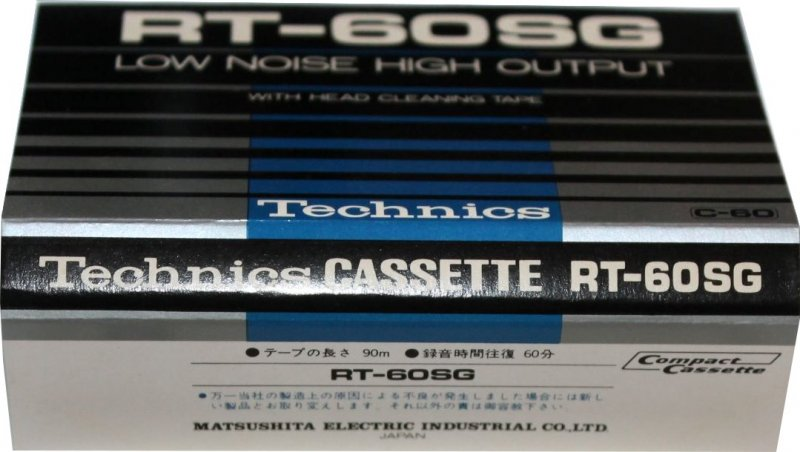 RT-60SG
LOW NOISE HIGH OUTPUT
WITH HEAD CLEANING TAPE
Technics
C-60
Technics CASSETTE RT-60SG
●テープの長さ 90m ●録音時間往復 60分
Compact
Cassette
RT-60SG
●万一当社の製造上の原因による不良が発生しました場合には新し
い製品とお取り変えします。それ以外の責は御容赦下さい。
MATSUSHITA ELECTRIC INDUSTRIAL CO.,LTD.
JAPAN